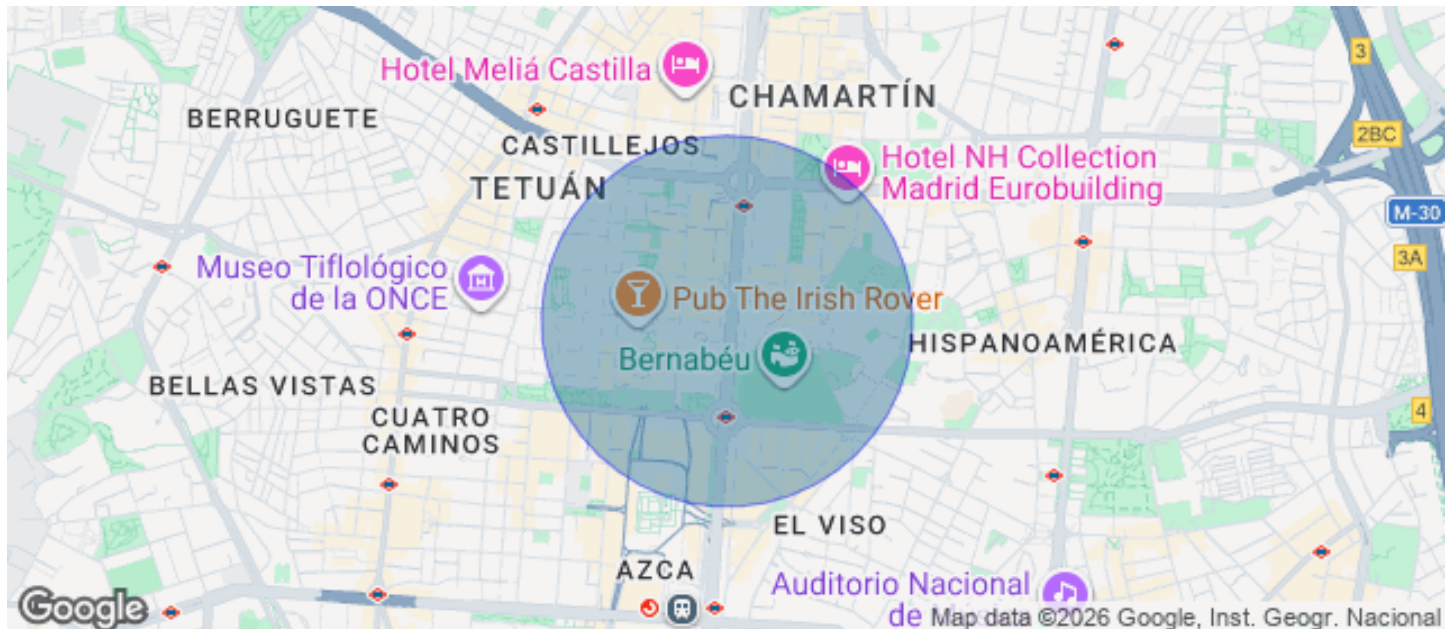 Hotel Meliá Castilla
CHAMARTÍN
BERRUGUETE
CASTILLEJOS
TETUÁN
Hotel NH Collection
Madrid Eurobuilding
3
2BC
M-30
3A
Museo Tiflológico
de la ONCE
Pub The Irish Rover
Bernabéu
HISPANOAMÉRICA
BELLAS VISTAS
CUATRO
CAMINOS
4
EL VISO
AZCA
Auditorio Nacional
de
Google
Map data ©2026 Google, Inst. Geogr. Nacional